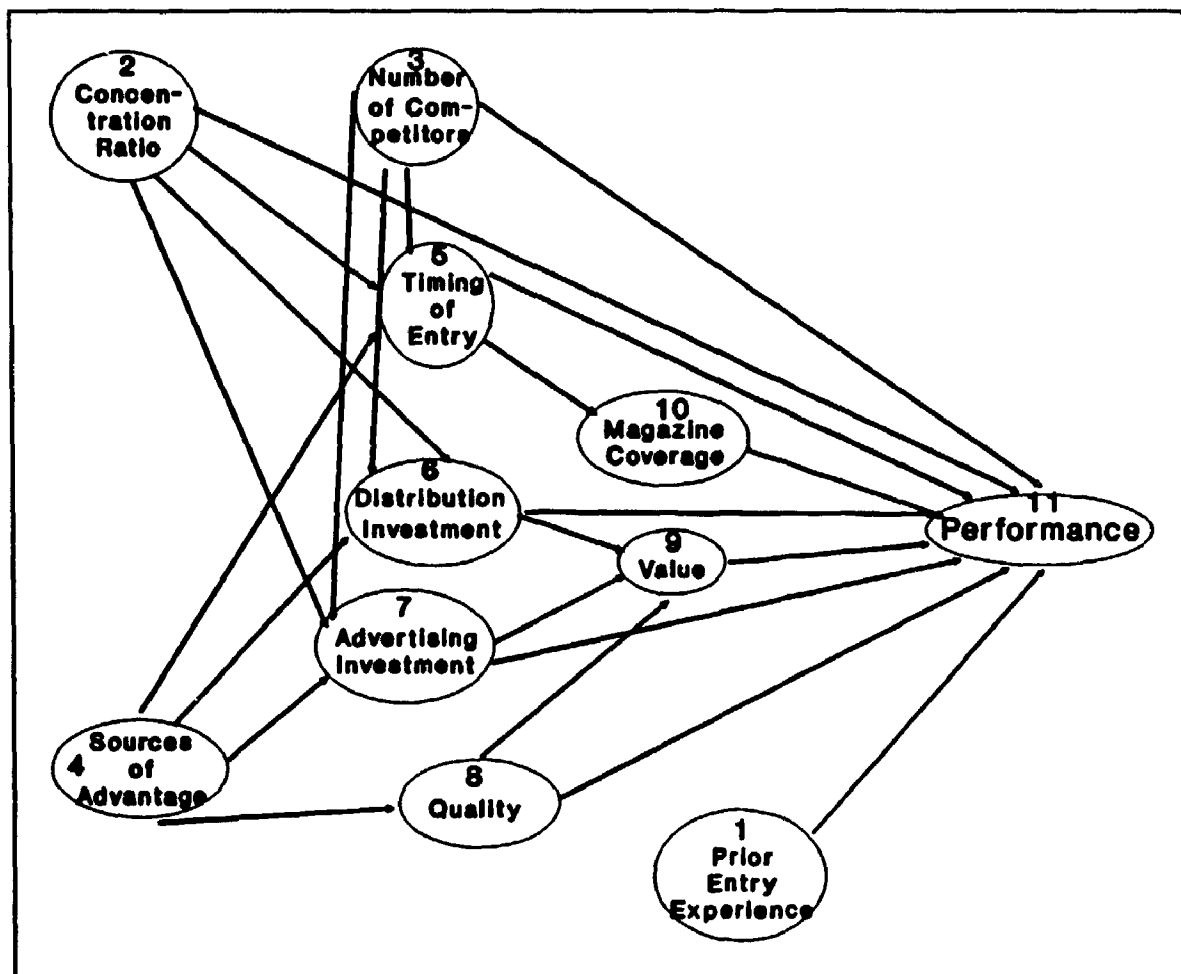 2
Concen-
tration
Ratio
3
Number
of Com-
petitors
5
Timing
of
Entry
10
Magazine
Coverage
6
Distribution
Investment
11
Performance
9
Value
7
Advertising
Investment
4
Sources
of
Advantage
8
Quality
1
Prior
Entry
Experience